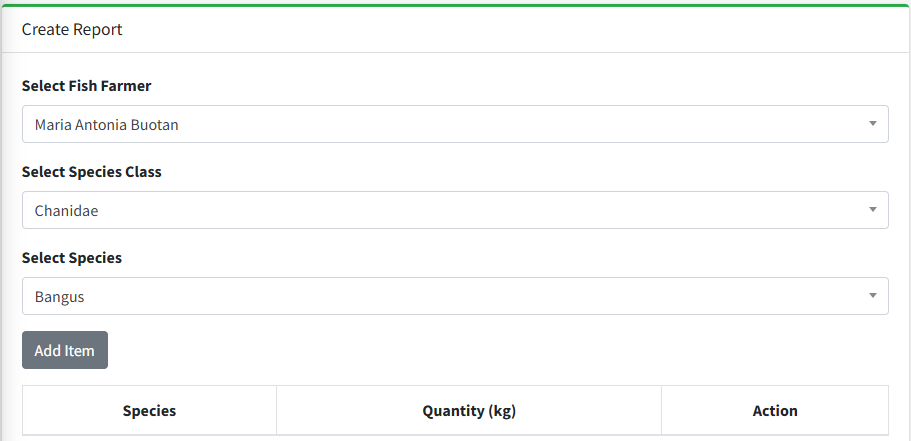 Create Report
Select Fish Farmer
Maria Antonia Buotan
Select Species Class
Chanidae
Select Species
Bangus
Add Item
Species Quantity (kg) Action